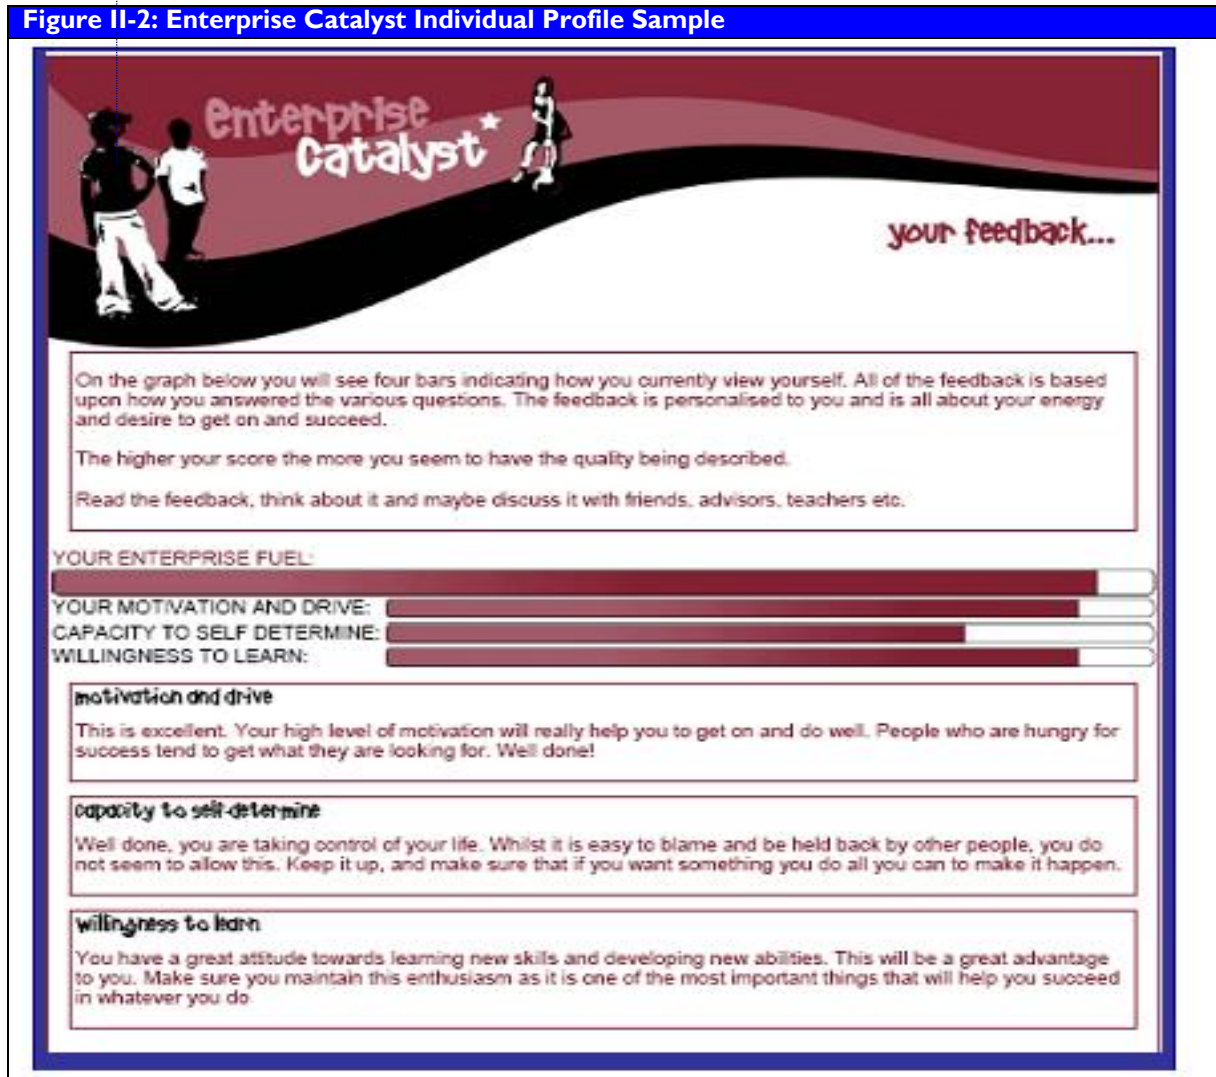 Figure II-2: Enterprise Catalyst Individual Profile Sample
enterprise
catalyst
your feedback...
On the graph below you will see four bars indicating how you currently view yourself. All of the feedback is based
upon how you answered the various questions. The feedback is personalised to you and is all about your energy
and desire to get on and succeed.
The higher your score the more you seem to have the quality being described.
Read the feedback, think about it and maybe discuss it with friends, advisors, teachers etc.
YOUR ENTERPRISE FUEL:
YOUR MOTIVATION AND DRIVE:
CAPACITY TO SELF DETERMINE:
WILLINGNESS TO LEARN:
motivation and drive
This is excellent. Your high level of motivation will really help you to get on and do well. People who are hungry for
success tend to get what they are looking for. Well done!
capacity to self-determine
Well done, you are taking control of your life. Whilst it is easy to blame and be held back by other people, you do
not seem to allow this. Keep it up, and make sure that if you want something you do all you can to make it happen.
willingness to learn
You have a great attitude towards learning new skills and developing new abilities. This will be a great advantage
to you. Make sure you maintain this enthusiasm as it is one of the most important things that will help you succeed
in whatever you do